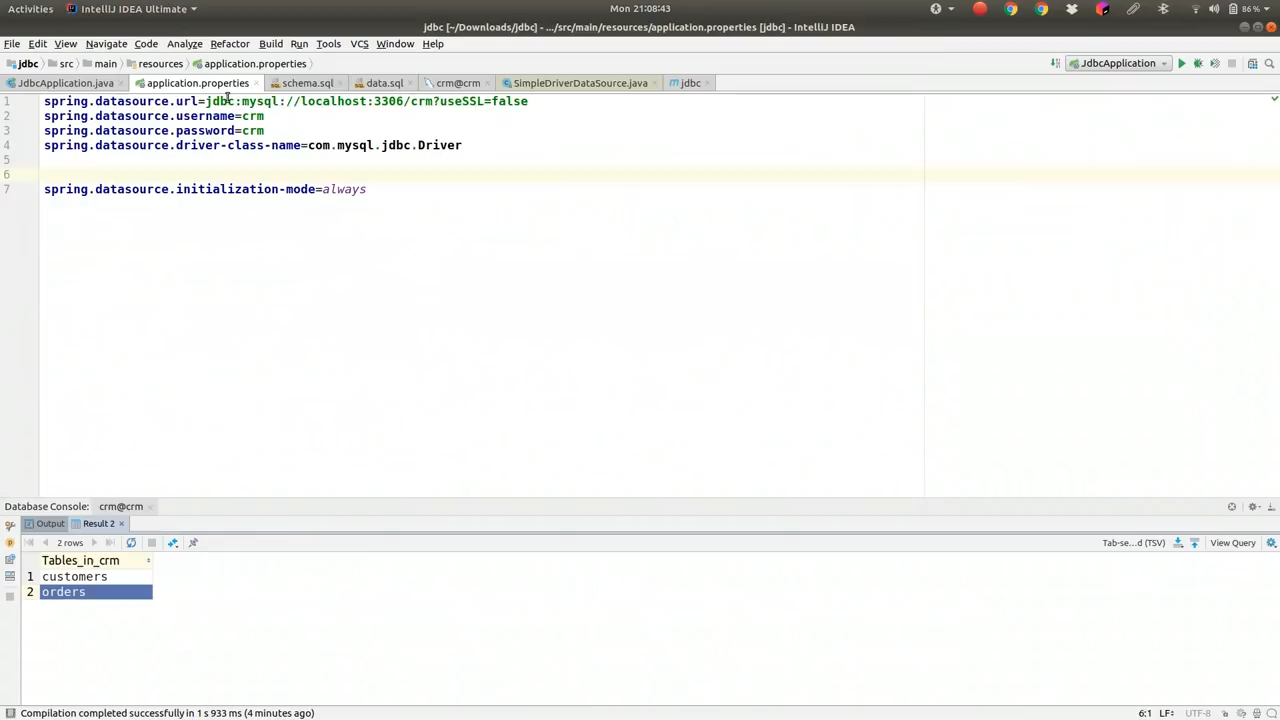 Activities IntelliJ IDEA Ultimate Mon 21:08:43 86%
jdbc [~/Downloads/jdbc] - .../src/main/resources/application.properties [jdbc] - IntelliJ IDEA
File Edit View Navigate Code Analyze Refactor Build Run Tools VCS Window Help
jdbc src main resources application.properties JdbcApplication
JdbcApplication.java application.properties schema.sql data.sql crm@crm SimpleDriverDataSource.java jdbc
1 spring.datasource.url=jdbc:mysql://localhost:3306/crm?useSSL=false
2 spring.datasource.username=crm
3 spring.datasource.password=crm
4 spring.datasource.driver-class-name=com.mysql.jdbc.Driver
5
6
7 spring.datasource.initialization-mode=always
Database Console: crm@crm
Output Result 2
2 rows Tab-se...d (TSV) View Query
Tables_in_crm
1 customers
2 orders
Compilation completed successfully in 1 s 933 ms (4 minutes ago) 6:1 LF UTF-8